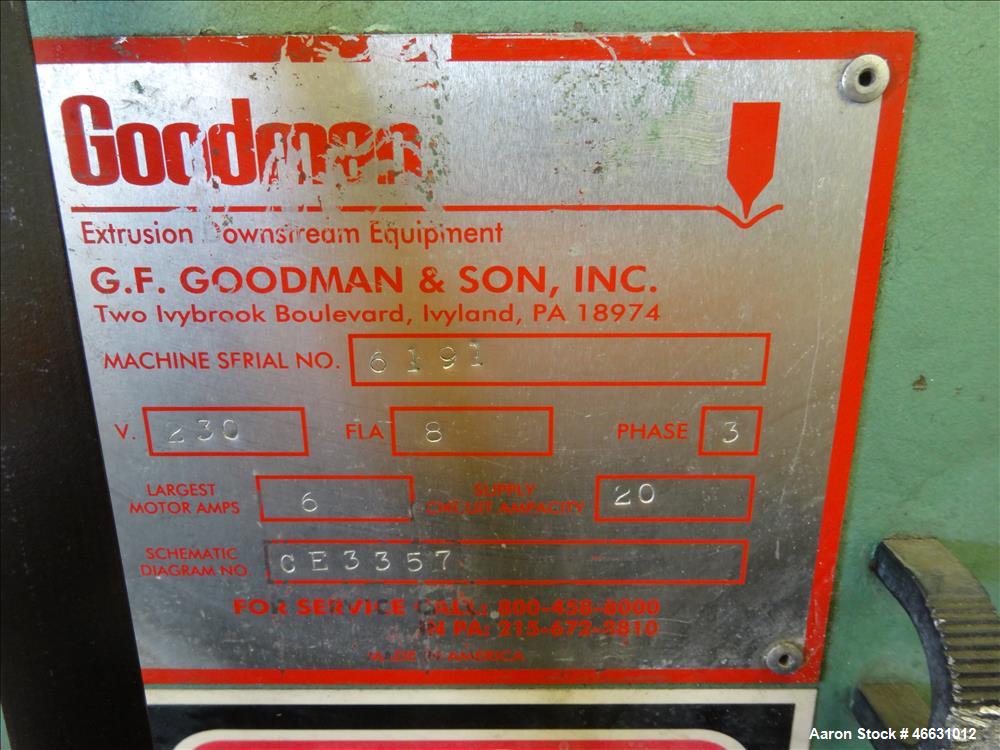 Goodman
Extrusion Downstream Equipment
G.F. GOODMAN & SON, INC.
Two Ivybrook Boulevard, Ivyland, PA 18974
MACHINE SERIAL NO. 6191
V. 230 FLA 8 PHASE 3
LARGEST MOTOR AMPS 6 SUPPLY CIRCUIT AMPACITY 20
SCHEMATIC DIAGRAM NO. CE3357
FOR SERVICE CALL: 800-458-8000
IN PA: 215-672-3810
MADE IN AMERICA
Aaron Stock # 46631012